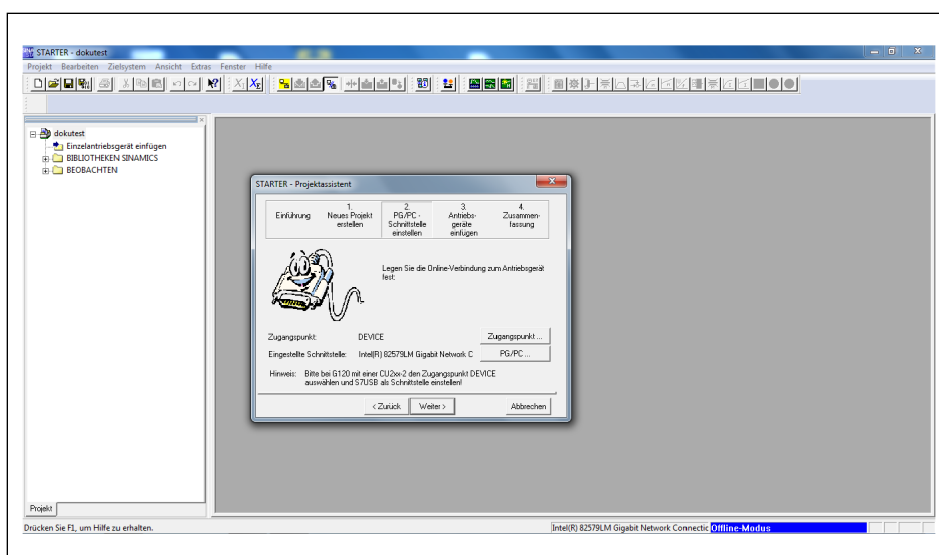 STARTER - dokutest
Projekt Bearbeiten Zielsystem Ansicht Extras Fenster Hilfe
dokutest
Einzelantriebsgerät einfügen
BIBLIOTHEKEN SINAMICS
BEOBACHTEN
STARTER - Projektassistent
Einführung
1.
Neues Projekt
erstellen
2.
PG/PC -
Schnittstelle
einstellen
3.
Antriebs-
geräte
einfügen
4.
Zusammen-
fassung
Legen Sie die Online-Verbindung zum Antriebsgerät
fest:
Zugangspunkt: DEVICE Zugangspunkt ...
Eingestellte Schnittstelle: Intel(R) 82579LM Gigabit Network C PG/PC ...
Hinweis: Bitte bei G120 mit einer CU2xx-2 den Zugangspunkt DEVICE
auswählen und S7USB als Schnittstelle einstellen!
< Zurück Weiter > Abbrechen
Projekt
Drücken Sie F1, um Hilfe zu erhalten. Intel(R) 82579LM Gigabit Network Connectic Offline-Modus